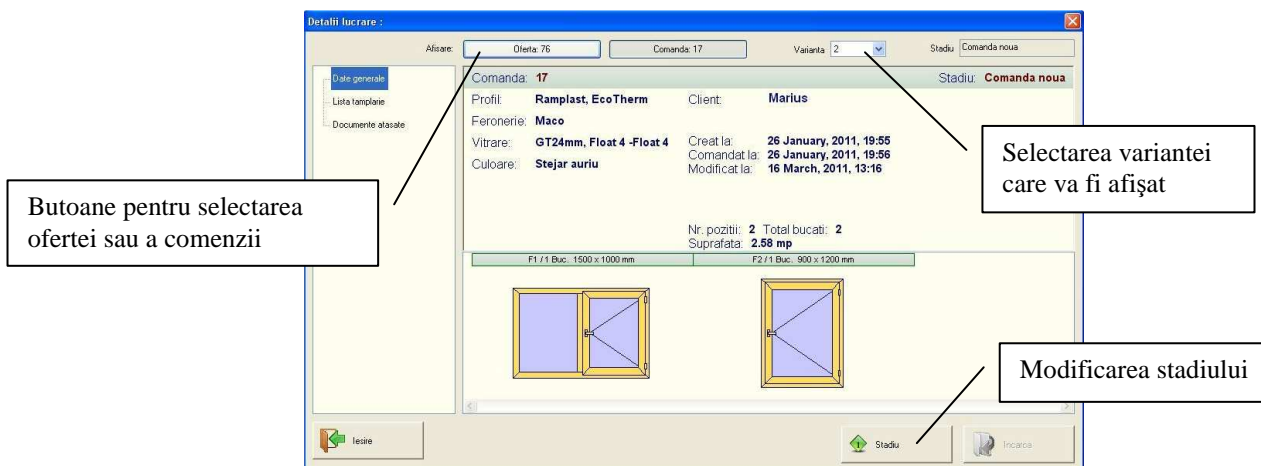 Detalii lucrare :
Afisare: Oferta: 76 Comanda: 17 Varianta 2 Stadiu Comanda noua
Date generale
Lista tamplarie
Documente atasate
Comanda: 17 Stadiu: Comanda noua
Profil: Ramplast, EcoTherm Client: Marius
Feronerie: Maco
Vitrare: GT24mm, Float 4 -Float 4 Creat la: 26 January, 2011, 19:55
Comandat la: 26 January, 2011, 19:56
Culoare: Stejar auriu Modificat la: 16 March, 2011, 13:16
Nr. pozitii: 2 Total bucati: 2
Suprafata: 2.58 mp
F1 / 1 Buc. 1500 x 1000 mm F2 / 1 Buc. 900 x 1200 mm
Iesire Stadiu Incarca
Butoane pentru selectarea
ofertei sau a comenzii
Selectarea variantei
care va fi afişat
Modificarea stadiului